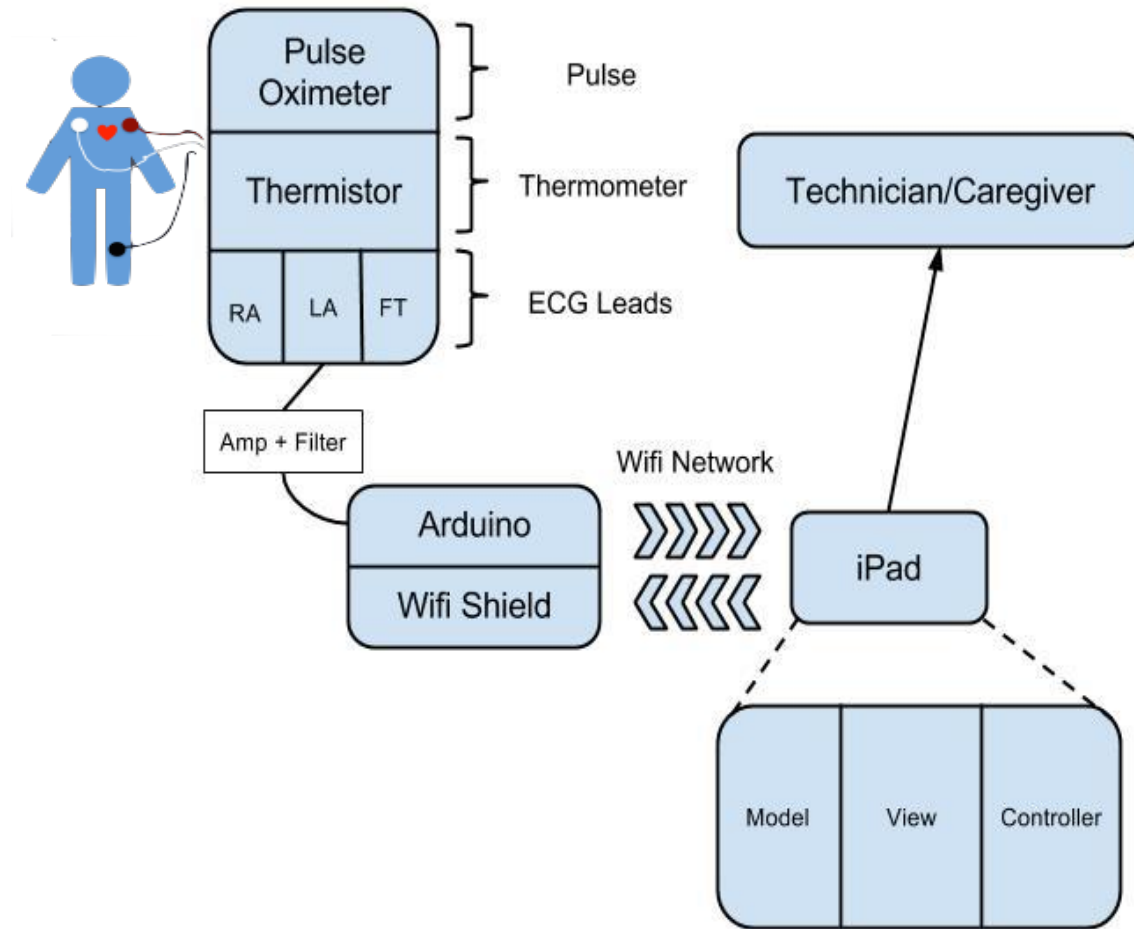 Pulse
Oximeter
Pulse
Thermistor
Thermometer
Technician/Caregiver
RA
LA
FT
ECG Leads
Amp + Filter
Wifi Network
Arduino
Wifi Shield
iPad
Model
View
Controller